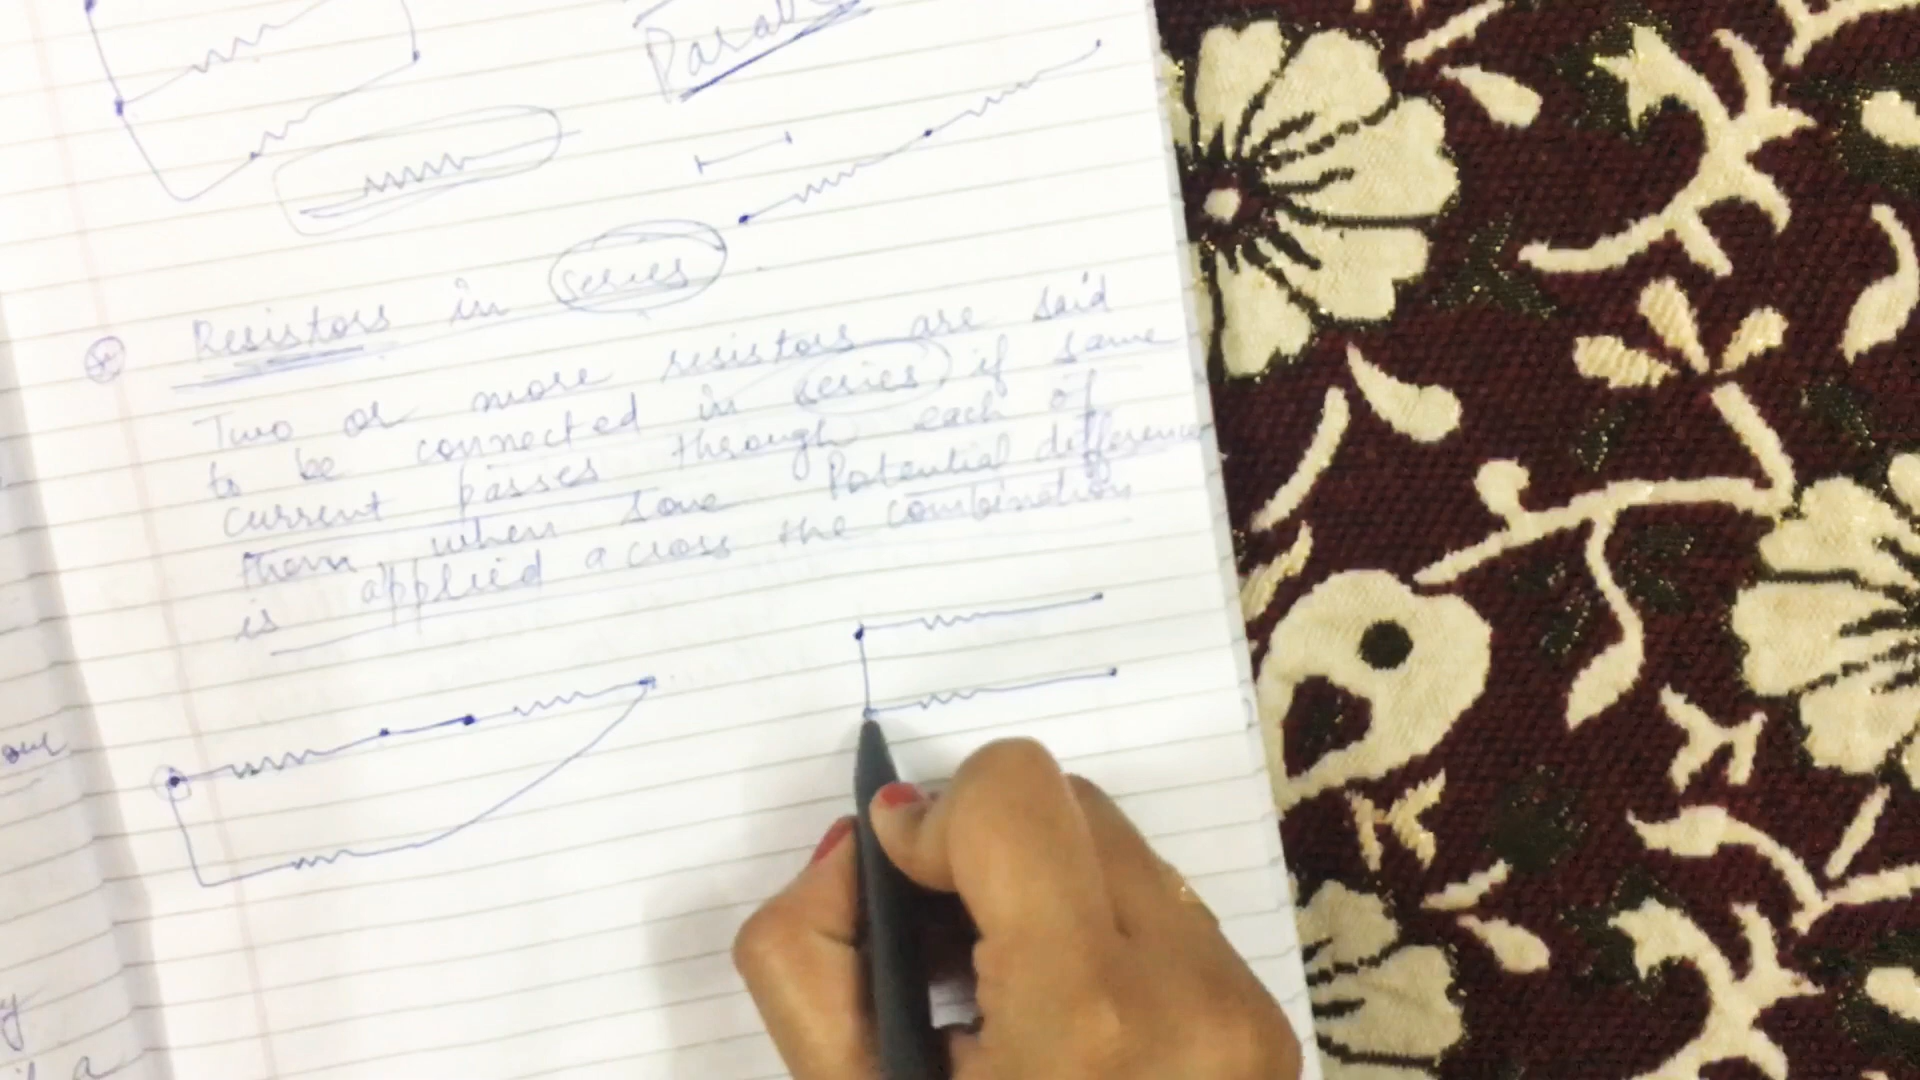 Resistors in series
Two or more resistors are said
to be connected in series if same
current passes through each of
them when some Potential difference
is applied across the combination